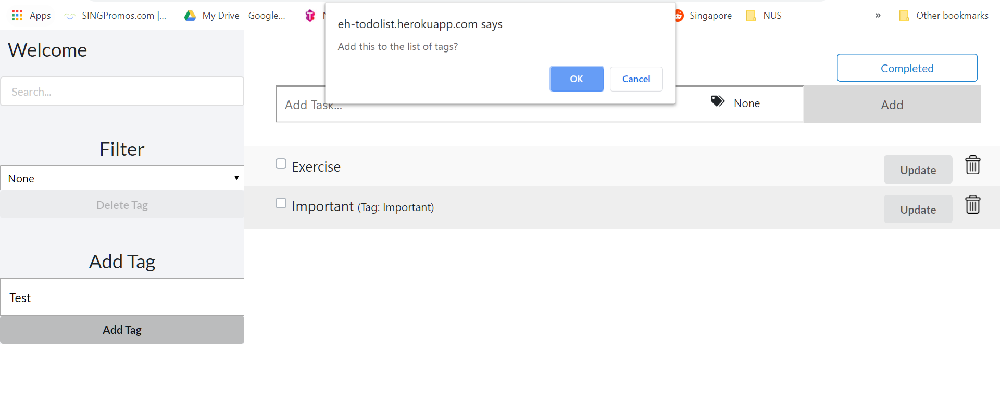 Apps SINGPromos.com |... My Drive - Google... Singapore NUS » Other bookmarks
eh-todolist.herokuapp.com says
Add this to the list of tags?
OK Cancel
Welcome
Search...
Filter
None
Delete Tag
Add Tag
Test
Add Tag
Completed
Add Task... None Add
Exercise Update
Important (Tag: Important) Update